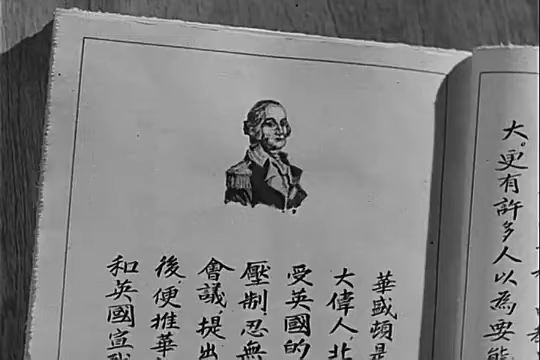 大。更有許多人以為要能
華盛頓是
大偉人，北
受英國的
壓制忍無
會議，提出
後，便推華
和英國宣